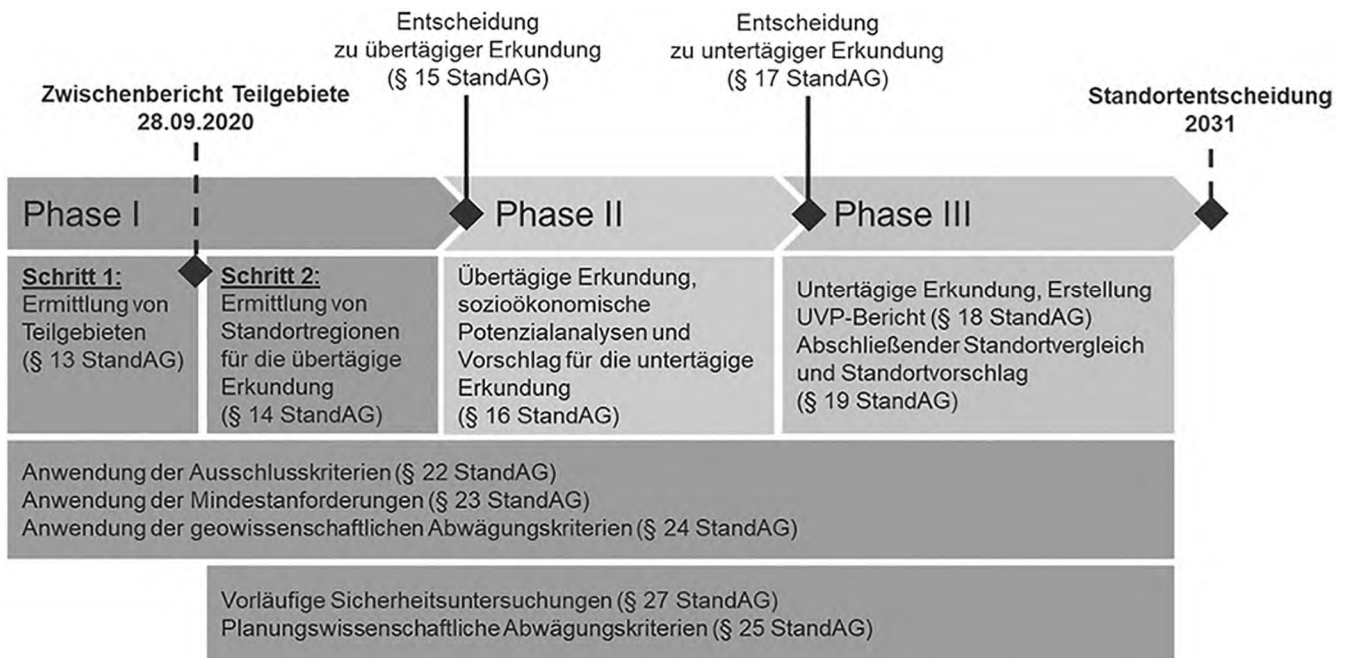 Entscheidung
zu übertägiger Erkundung
(§ 15 StandAG)
Entscheidung
zu untertägiger Erkundung
(§ 17 StandAG)
Zwischenbericht Teilgebiete
28.09.2020
Standortentscheidung
2031
Phase I
Phase II
Phase III
Schritt 1:
Ermittlung von
Teilgebieten
(§ 13 StandAG)
Schritt 2:
Ermittlung von
Standortregionen
für die übertägige
Erkundung
(§ 14 StandAG)
Übertägige Erkundung,
sozioökonomische
Potenzialanalysen und
Vorschlag für die untertägige
Erkundung
(§ 16 StandAG)
Untertägige Erkundung, Erstellung
UVP-Bericht (§ 18 StandAG)
Abschließender Standortvergleich
und Standortvorschlag
(§ 19 StandAG)
Anwendung der Ausschlusskriterien (§ 22 StandAG)
Anwendung der Mindestanforderungen (§ 23 StandAG)
Anwendung der geowissenschaftlichen Abwägungskriterien (§ 24 StandAG)
Vorläufige Sicherheitsuntersuchungen (§ 27 StandAG)
Planungswissenschaftliche Abwägungskriterien (§ 25 StandAG)